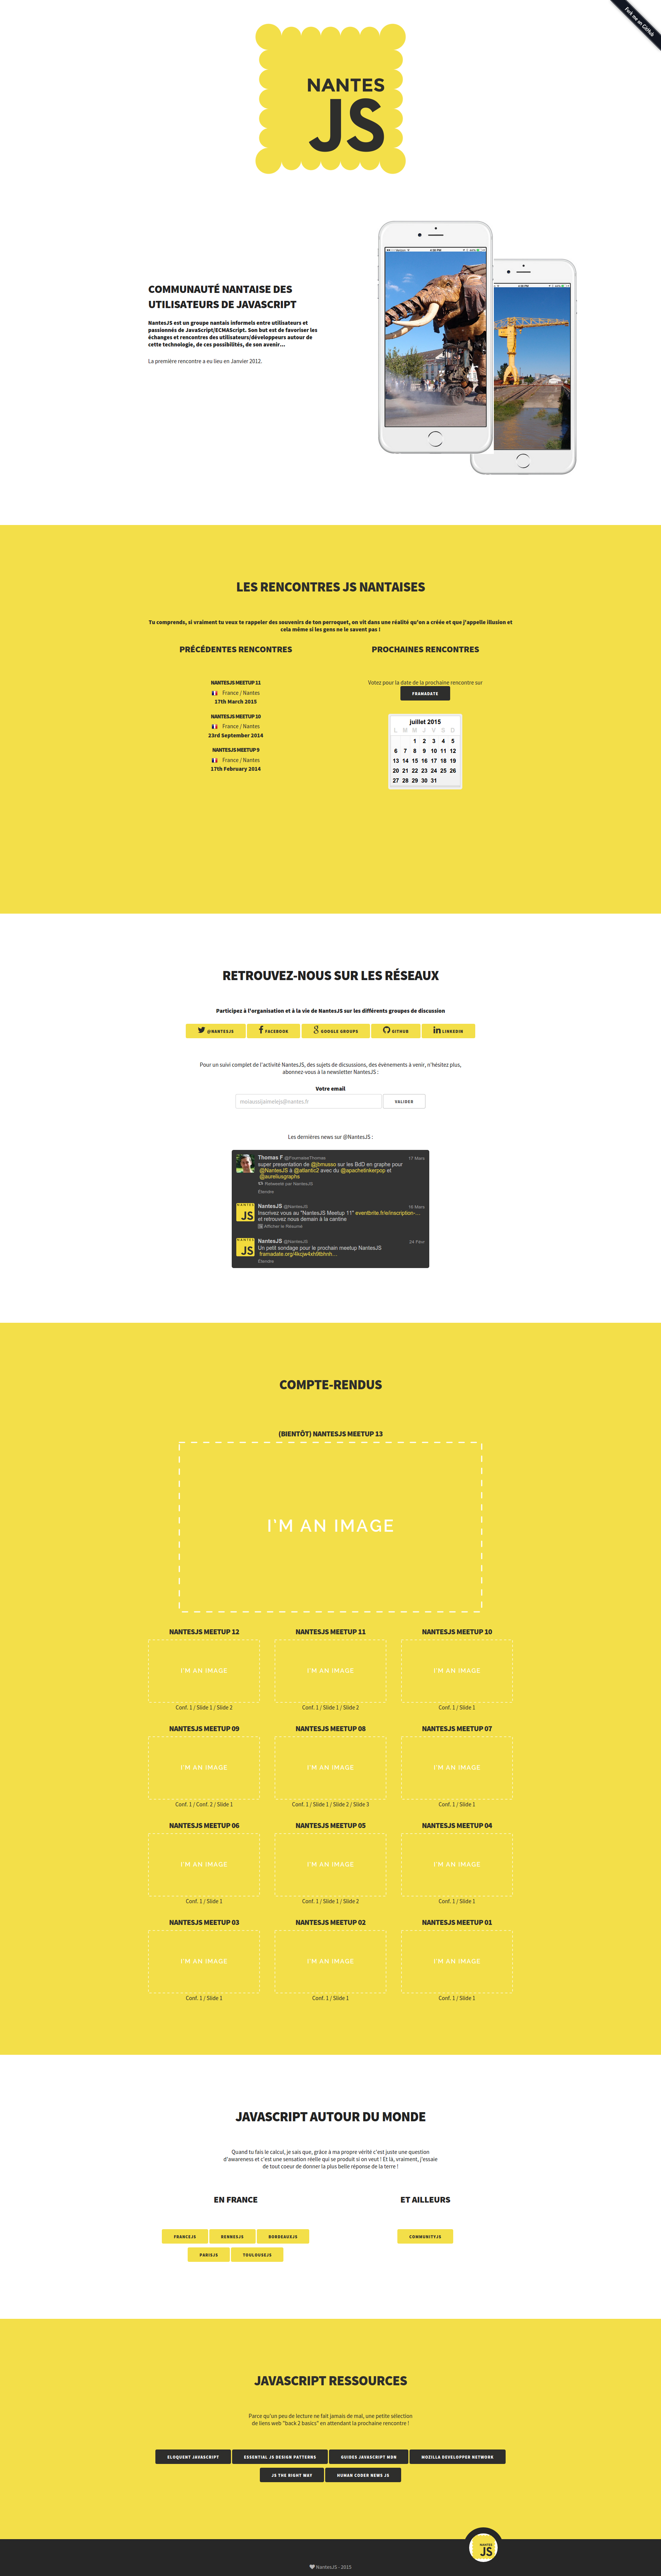 Fork me on GitHub
NANTES
JS
COMMUNAUTÉ NANTAISE DES
UTILISATEURS DE JAVASCRIPT
NantesJS est un groupe nantais informels entre utilisateurs et
passionnés de JavaScript/ECMAScript. Son but est de favoriser les
échanges et rencontres des utilisateurs/développeurs autour de
cette technologie, de ces possibilités, de son avenir...
La première rencontre a eu lieu en Janvier 2012.
LES RENCONTRES JS NANTAISES
Tu comprends, si vraiment tu veux te rappeler des souvenirs de ton perroquet, on vit dans une réalité qu'on a créée et que j'appelle illusion et
cela même si les gens ne le savent pas !
PRÉCÉDENTES RENCONTRES
NANTESJS MEETUP 11
France / Nantes
17th March 2015
NANTESJS MEETUP 10
France / Nantes
23rd September 2014
NANTESJS MEETUP 9
France / Nantes
17th February 2014
PROCHAINES RENCONTRES
Votez pour la date de la prochaine rencontre sur
FRAMADATE
juillet 2015
L M M J V S D
1 2 3 4 5
6 7 8 9 10 11 12
13 14 15 16 17 18 19
20 21 22 23 24 25 26
27 28 29 30 31
RETROUVEZ-NOUS SUR LES RÉSEAUX
Participez à l'organisation et à la vie de NantesJS sur les différents groupes de discussion
@NANTESJS FACEBOOK GOOGLE GROUPS GITHUB LINKEDIN
Pour un suivi complet de l'activité NantesJS, des sujets de dicsussions, des événements à venir, n'hésitez plus,
abonnez-vous à la newsletter NantesJS :
Votre email
moiaussijaimelejs@nantes.fr VALIDER
Les dernières news sur @NantesJS :
Thomas F @FournaiseThomas 17 Mars
super presentation de @jbmusso sur les BdD en graphe pour
@NantesJS à @atlantic2 avec du @apachetinkerpop et
@aureliusgraphs
Retweeté par NantesJS
Étendre
NantesJS @NantesJS 16 Mars
Inscrivez vous au "NantesJS Meetup 11" eventbrite.fr/e/inscription-...
et retrouvez nous demain à la cantine
Afficher le Résumé
NantesJS @NantesJS 24 Fév
Un petit sondage pour le prochain meetup NantesJS
Étendre
COMPTE-RENDUS
(BIENTÔT) NANTESJS MEETUP 13
I'M AN IMAGE
NANTESJS MEETUP 12 NANTESJS MEETUP 11 NANTESJS MEETUP 10
I'M AN IMAGE I'M AN IMAGE I'M AN IMAGE
Conf. 1 / Slide 1 / Slide 2 Conf. 1 / Slide 1 / Slide 2 Conf. 1 / Slide 1
NANTESJS MEETUP 09 NANTESJS MEETUP 08 NANTESJS MEETUP 07
I'M AN IMAGE I'M AN IMAGE I'M AN IMAGE
Conf. 1 / Conf. 2 / Slide 1 Conf. 1 / Slide 1 / Slide 2 / Slide 3 Conf. 1 / Slide 1
NANTESJS MEETUP 06 NANTESJS MEETUP 05 NANTESJS MEETUP 04
I'M AN IMAGE I'M AN IMAGE I'M AN IMAGE
Conf. 1 / Slide 1 Conf. 1 / Slide 1 / Slide 2 Conf. 1 / Slide 1
NANTESJS MEETUP 03 NANTESJS MEETUP 02 NANTESJS MEETUP 01
I'M AN IMAGE I'M AN IMAGE I'M AN IMAGE
Conf. 1 / Slide 1 Conf. 1 / Slide 1 Conf. 1 / Slide 1
JAVASCRIPT AUTOUR DU MONDE
Quand tu fais le calcul, je sais que, grâce à ma propre vérité c'est juste une question
d'awareness et c'est une sensation réelle qui se produit si on veut ! Et là, vraiment, j'essaie
de tout coeur de donner la plus belle réponse de la terre !
EN FRANCE
FRANCEJS RENNESJS BORDEAUXJS
PARISJS TOULOUSEJS
ET AILLEURS
COMMUNITYJS
JAVASCRIPT RESSOURCES
Parce qu'un peu de lecture ne fait jamais de mal, une petite sélection
de liens web "back 2 basics" en attendant la prochaine rencontre !
ELOQUENT JAVASCRIPT ESSENTIAL JS DESIGN PATTERNS GUIDES JAVASCRIPT MDN MOZILLA DEVELOPPER NETWORK
JS THE RIGHT WAY HUMAN CODER NEWS JS
NANTES
JS
NantesJS - 2015